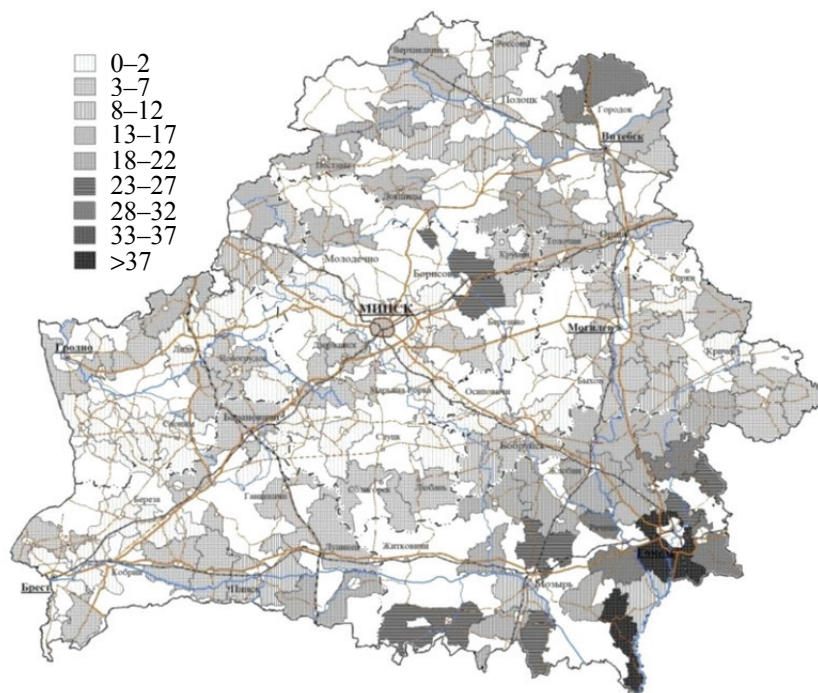 0–2
3–7
8–12
13–17
18–22
23–27
28–32
33–37
>37
Верхнедвинск
Россоны
Полоцк
Городок
Витебск
Поставы
Докшицы
Толочин
Орша
Крупки
Молодечно
Борисов
Горки
МИНСК
Березино
Могилев
Гродно
Лида
Новогрудок
Дзержинск
Кричев
Марьина Горка
Осиповичи
Быхов
Барановичи
Слоним
Слуцк
Бобруйск
Жлобин
Береза
Ганцевичи
Солигорск
Любань
Гомель
Лунинец
Житковичи
Брест
Кобрин
Пинск
Мозырь